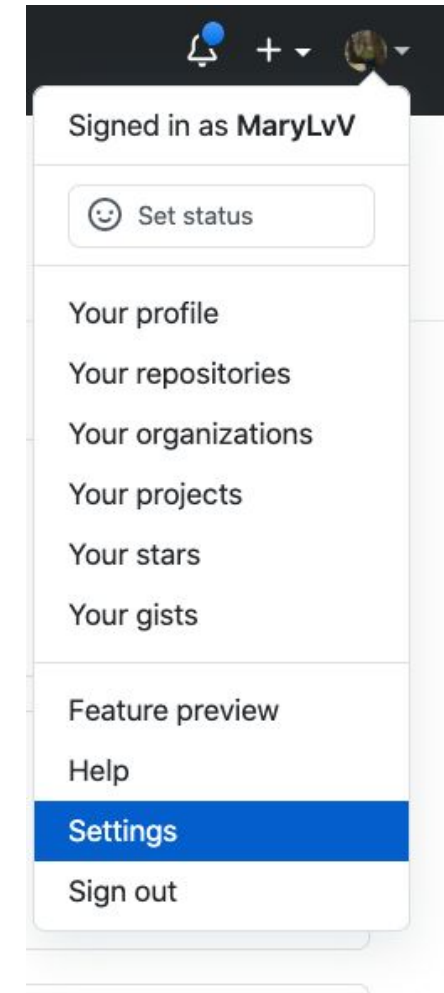 Signed in as MaryLvV
Set status
Your profile
Your repositories
Your organizations
Your projects
Your stars
Your gists
Feature preview
Help
Settings
Sign out